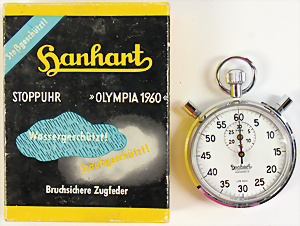 Stoßgeschützt!
Hanhart
STOPPUHR »OLYMPIA 1960«
Wassergeschützt!
Staubgeschützt!
Bruchsichere Zugfeder
60
55
5
50
10
45
15
40
20
35
25
30
Hanhart